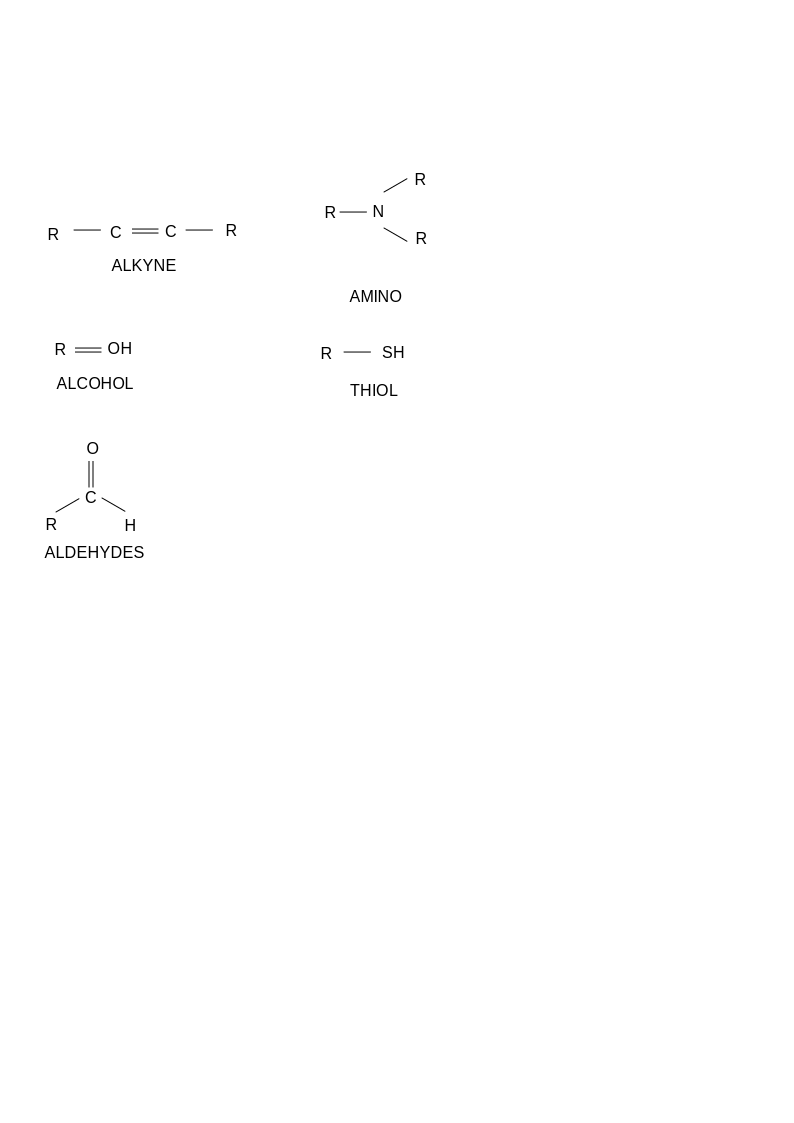 R
R N
R
R C C R
ALKYNE
AMINO
R OH
R SH
ALCOHOL
THIOL
O
C
R H
ALDEHYDES